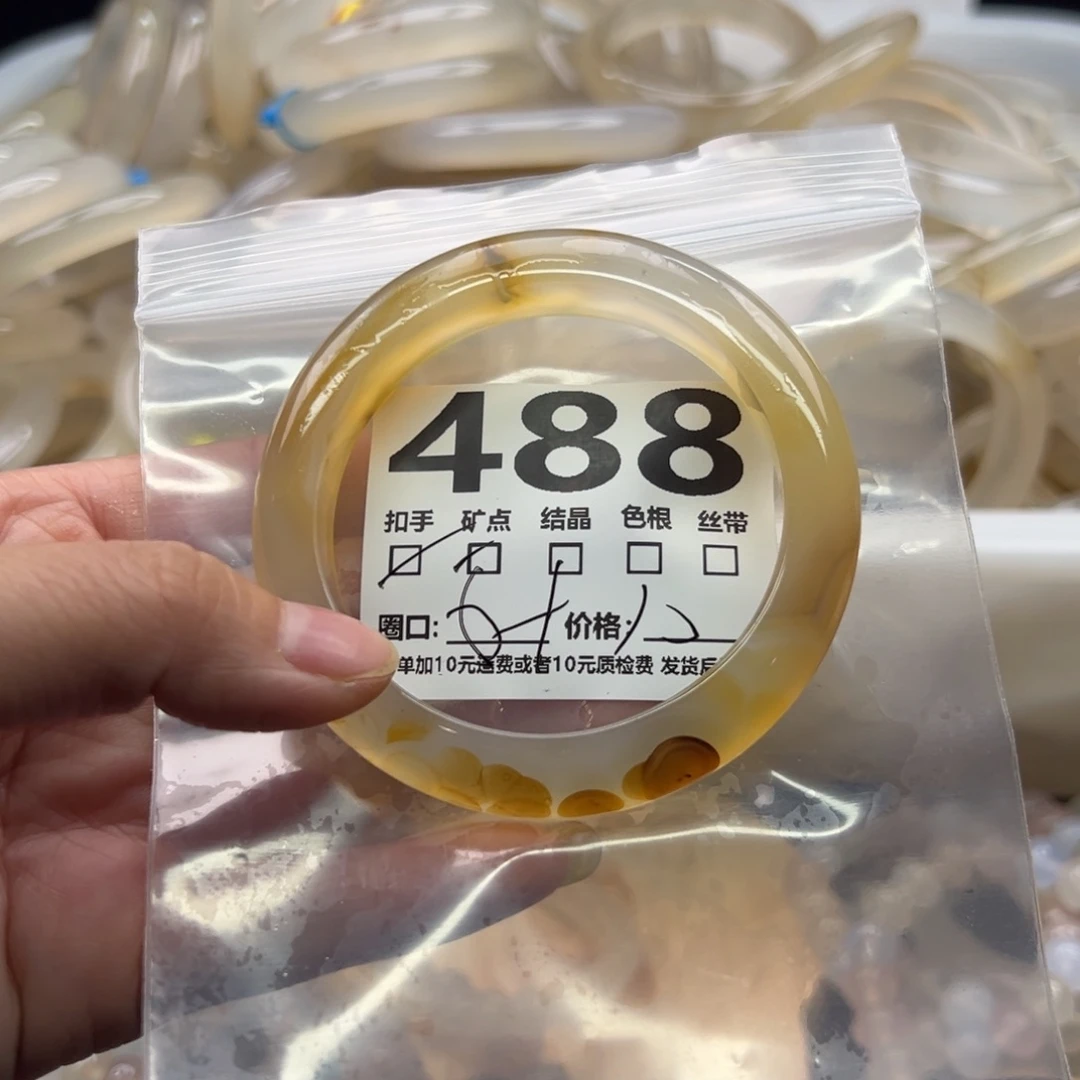 488
扣手 矿点 结晶 色根 丝带
圈口: 价格:
单加10元运费或者10元质检费 发货后